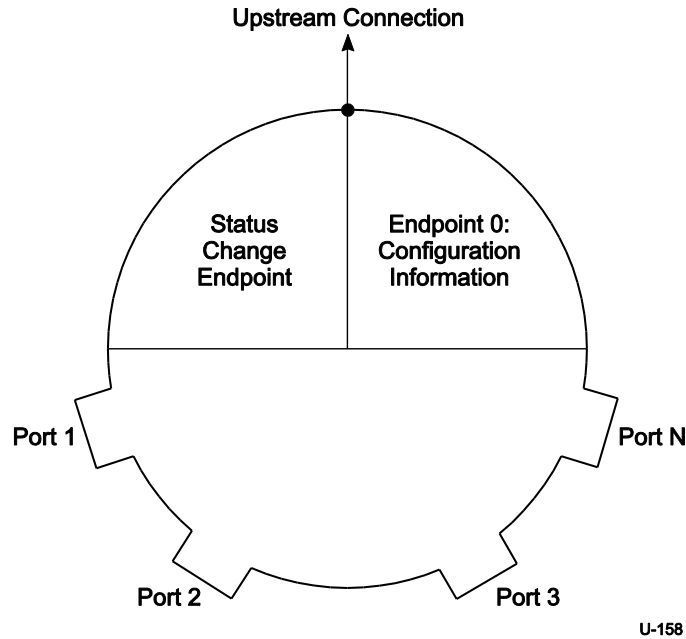 Upstream Connection
Status
Change
Endpoint
Endpoint 0:
Configuration
Information
Port 1
Port N
Port 2
Port 3
U-158